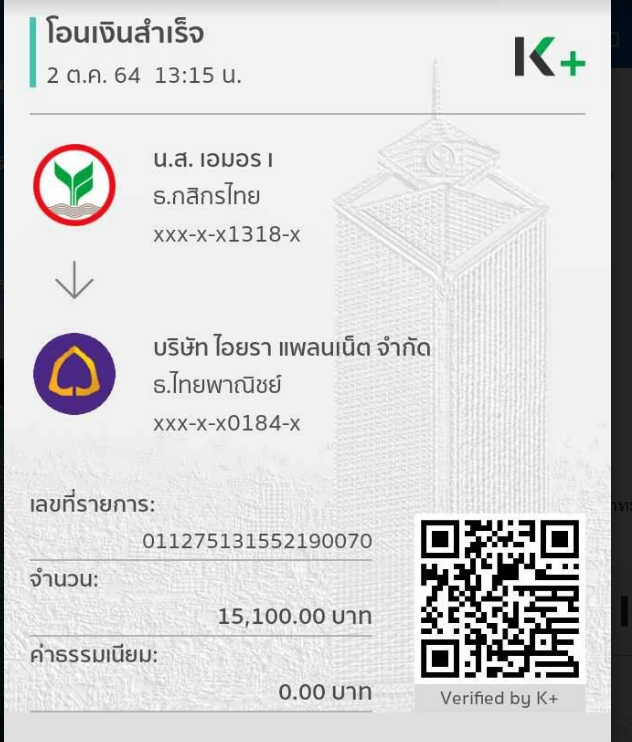 โอนเงินสำเร็จ
2 ต.ค. 64 13:15 น.
K+
น.ส. เอมอร เ
ธ.กสิกรไทย
xxx-x-x1318-x
บริษัท ไอยรา แพลนเน็ต จำกัด
ธ.ไทยพาณิชย์
xxx-x-x0184-x
เลขที่รายการ:
011275131552190070
จำนวน:
15,100.00 บาท
ค่าธรรมเนียม:
0.00 บาท
Verified by K+